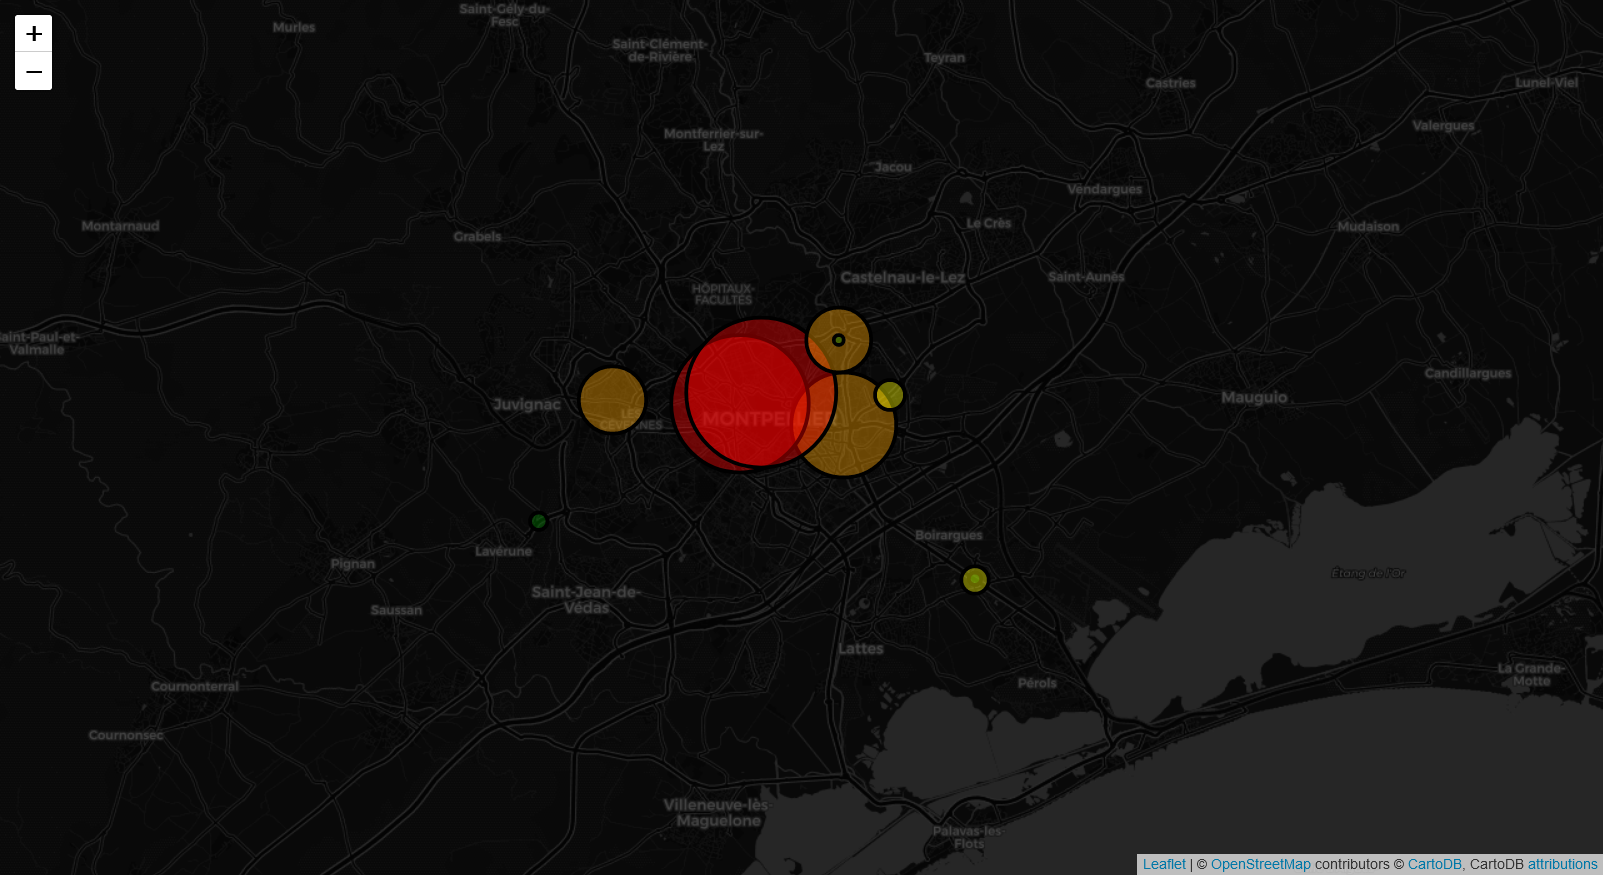 +
−
Saint-Gély-du-
Fesc
Murles
Saint-Clément-
de-Rivière
Teyran
Castries
Lunel-Viel
Valergues
Montferrier-sur-
Lez
Jacou
Vendargues
Montarnaud
Grabels
Le Crès
Mudaison
Castelnau-le-Lez
Saint-Aunès
HÔPITAUX-
FACULTÉS
Saint-Paul-et-
Valmalle
Candillargues
Mauguio
Juvignac
LES
CÉVENNES
MONTPELLIER
Boirargues
Lavérune
Pignan
Étang de l'Or
Saint-Jean-de-
Védas
Saussan
Lattes
La Grande-
Motte
Pérols
Cournonterral
Cournonsec
Villeneuve-lès-
Maguelone
Palavas-les-
Flots
Leaflet | © OpenStreetMap contributors © CartoDB, CartoDB attributions